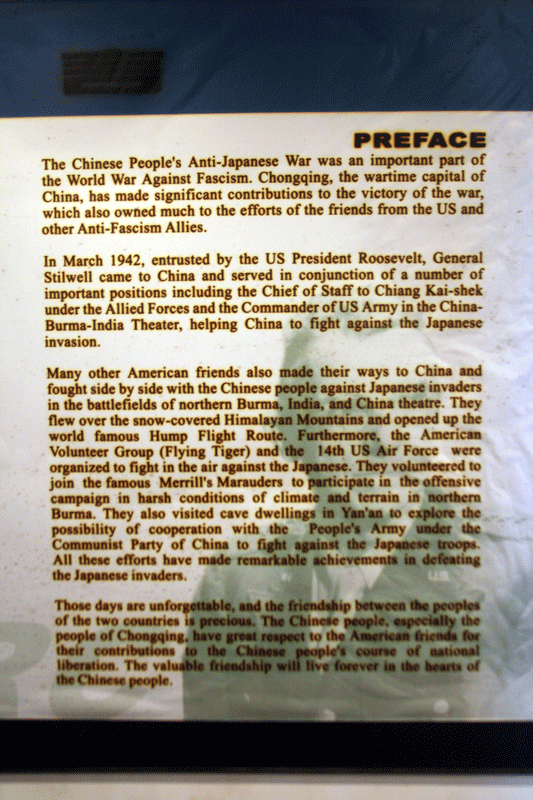 PREFACE
The Chinese People's Anti-Japanese War was an important part of
the World War Against Fascism. Chongqing, the wartime capital of
China, has made significant contributions to the victory of the war,
which also owned much to the efforts of the friends from the US and
other Anti-Fascism Allies.
In March 1942, entrusted by the US President Roosevelt, General
Stilwell came to China and served in conjunction of a number of
important positions including the Chief of Staff to Chiang Kai-shek
under the Allied Forces and the Commander of US Army in the China-
Burma-India Theater, helping China to fight against the Japanese
invasion.
Many other American friends also made their ways to China and
fought side by side with the Chinese people against Japanese invaders
in the battlefields of northern Burma, India, and China theatre. They
flew over the snow-covered Himalayan Mountains and opened up the
world famous Hump Flight Route. Furthermore, the American
Volunteer Group (Flying Tiger) and the 14th US Air Force were
organized to fight in the air against the Japanese. They volunteered to
join the famous Merrill's Marauders to participate in the offensive
campaign in harsh conditions of climate and terrain in northern
Burma. They also visited cave dwellings in Yan'an to explore the
possibility of cooperation with the People's Army under the
Communist Party of China to fight against the Japanese troops.
All these efforts have made remarkable achievements in defeating
the Japanese invaders.
Those days are unforgettable, and the friendship between the peoples
of the two countries is precious. The Chinese people, especially the
people of Chongqing, have great respect to the American friends for
their contributions to the Chinese people's course of national
liberation. The valuable friendship will live forever in the hearts of
the Chinese people.